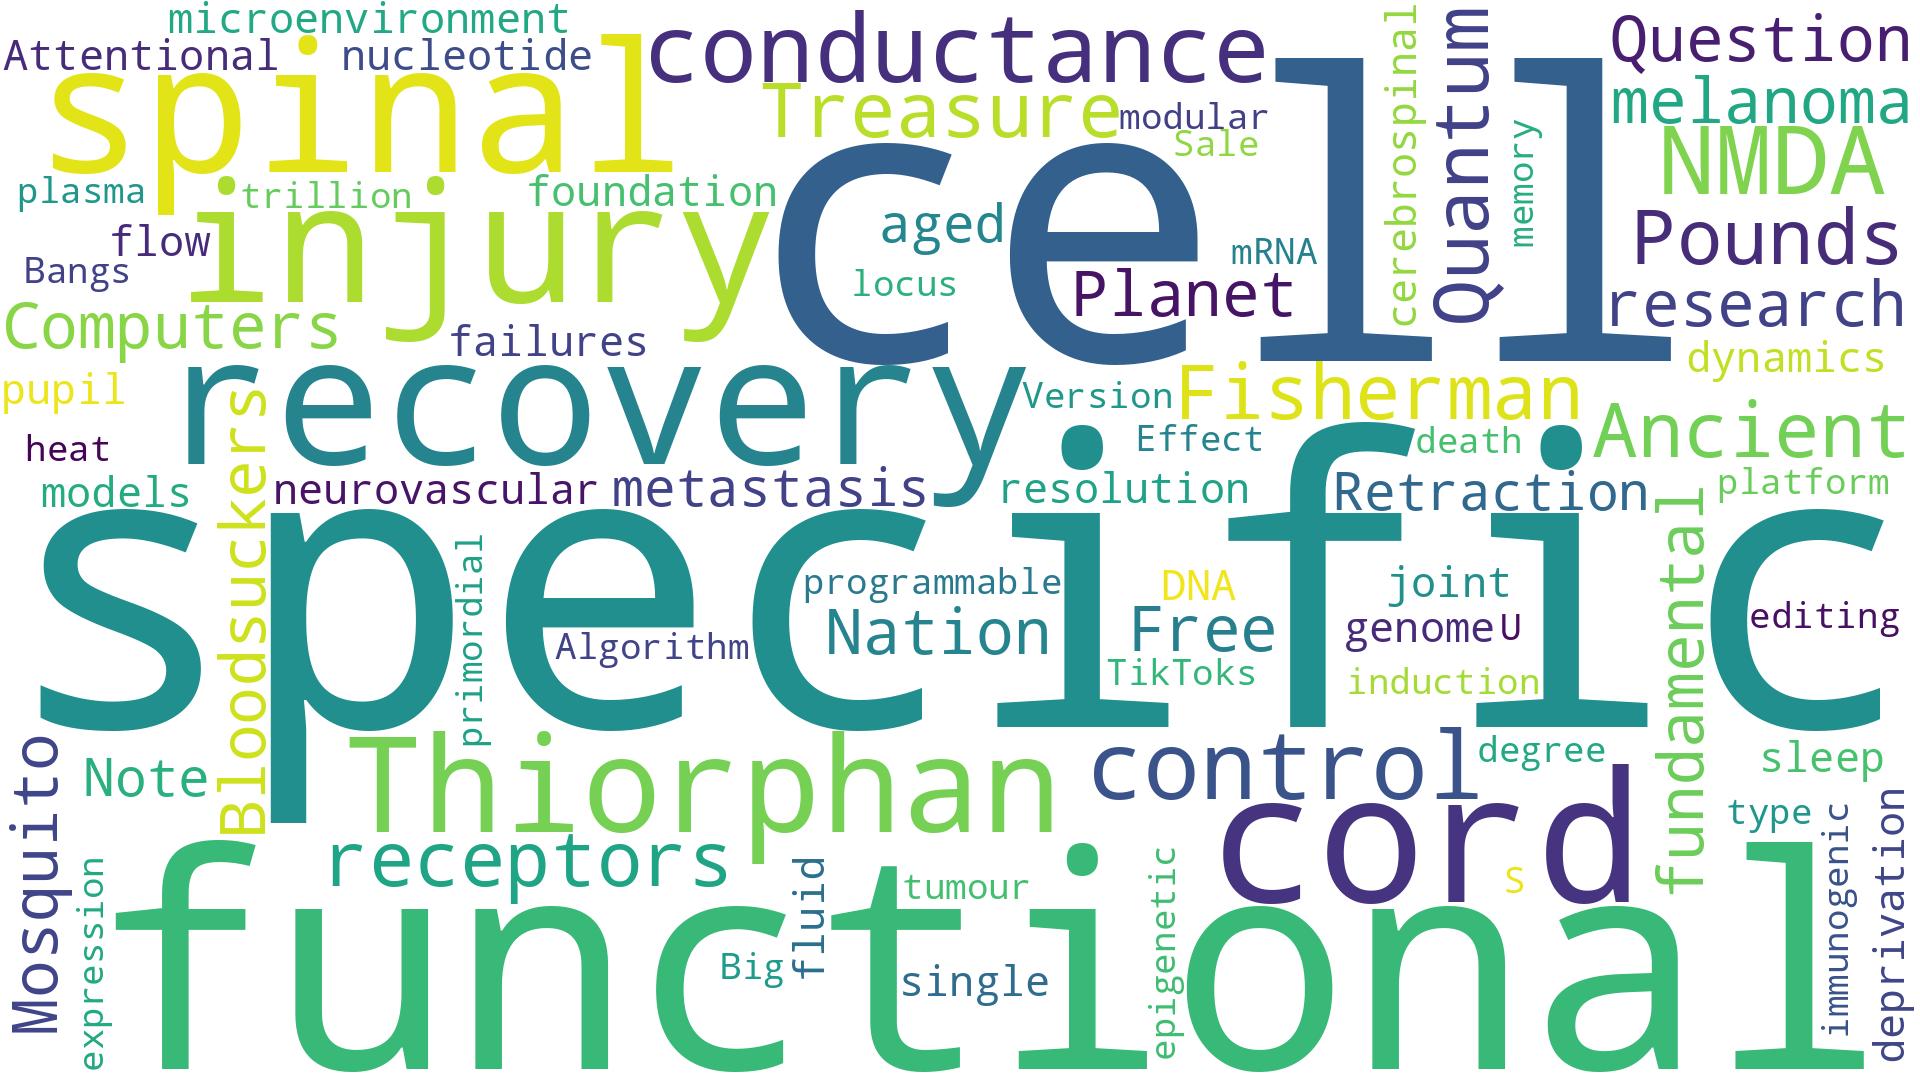 microenvironment
Attentional
nucleotide
spinal
conductance
Treasure
modular
Sale
cell
cerebrospinal
Quantum
memory
Question
melanoma
NMDA
Pounds
research
plasma
trillion
foundation
flow
injury
aged
Bangs
locus
mRNA
Planet
Computers
failures
dynamics
pupil
recovery
Version
Fisherman
Ancient
heat
Effect
death
models
neurovascular
metastasis
resolution
Retraction
platform
Bloodsuckers
specific
primordial
programmable
DNA
joint
fundamental
Algorithm
Nation
Free
genome
U
editing
TikToks
induction
Mosquito
Note
Thiorphan
control
degree
sleep
cord
type
receptors
expression
fluid
tumour
epigenetic
S
immunogenic
deprivation
functional
Big
single